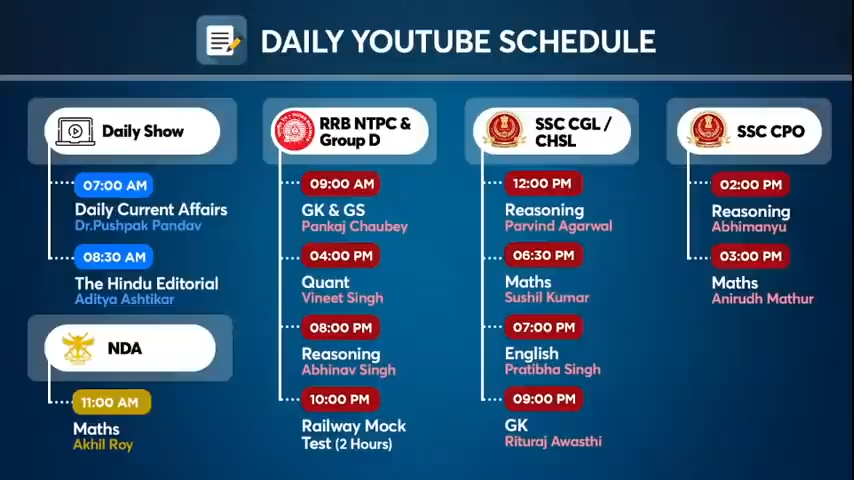 DAILY YOUTUBE SCHEDULE
Daily Show
07:00 AM
Daily Current Affairs
Dr.Pushpak Pandav
08:30 AM
The Hindu Editorial
Aditya Ashtikar
NDA
11:00 AM
Maths
Akhil Roy
RRB NTPC &
Group D
09:00 AM
GK & GS
Pankaj Chaubey
04:00 PM
Quant
Vineet Singh
08:00 PM
Reasoning
Abhinav Singh
10:00 PM
Railway Mock
Test (2 Hours)
SSC CGL /
CHSL
12:00 PM
Reasoning
Parvind Agarwal
06:30 PM
Maths
Sushil Kumar
07:00 PM
English
Pratibha Singh
09:00 PM
GK
Rituraj Awasthi
SSC CPO
02:00 PM
Reasoning
Abhimanyu
03:00 PM
Maths
Anirudh Mathur